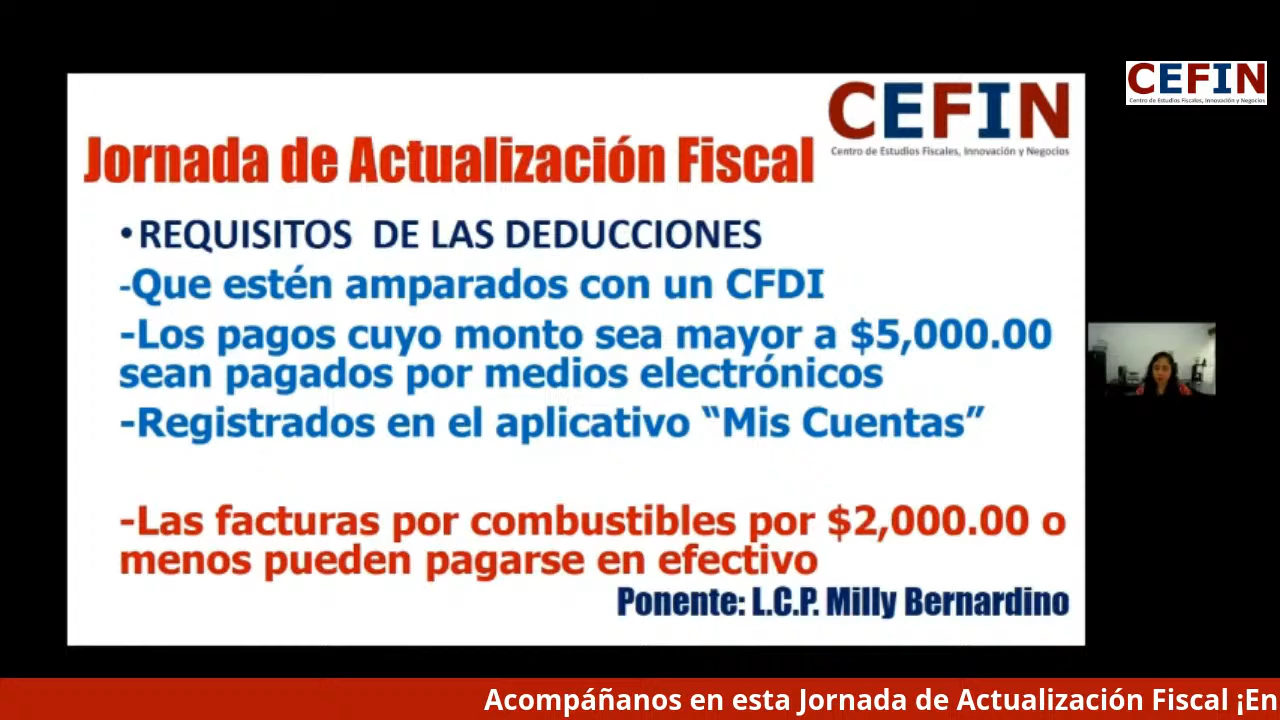 CEFIN
Centro de Estudios Fiscales, Innovación y Negocios
CEFIN
Centro de Estudios Fiscales, Innovación y Negocios
Jornada de Actualización Fiscal
•REQUISITOS DE LAS DEDUCCIONES
-Que estén amparados con un CFDI
-Los pagos cuyo monto sea mayor a $5,000.00
sean pagados por medios electrónicos
-Registrados en el aplicativo “Mis Cuentas”
-Las facturas por combustibles por $2,000.00 o
menos pueden pagarse en efectivo
Ponente: L.C.P. Milly Bernardino
Acompáñanos en esta Jornada de Actualización Fiscal ¡En